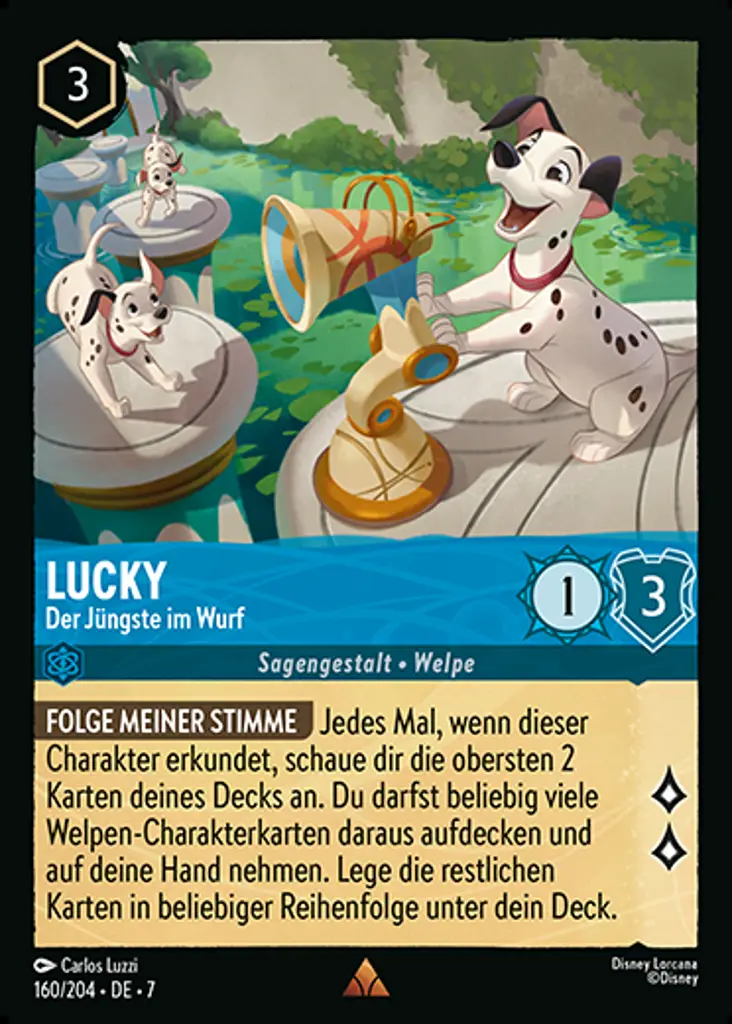 3
LUCKY
Der Jüngste im Wurf
1
3
Sagengestalt • Welpe
FOLGE MEINER STIMME Jedes Mal, wenn dieser
Charakter erkundet, schaue dir die obersten 2
Karten deines Decks an. Du darfst beliebig viele
Welpen-Charakterkarten daraus aufdecken und
auf deine Hand nehmen. Lege die restlichen
Karten in beliebiger Reihenfolge unter dein Deck.
Carlos Luzzi
Disney Lorcana
160/204 • DE • 7
©Disney